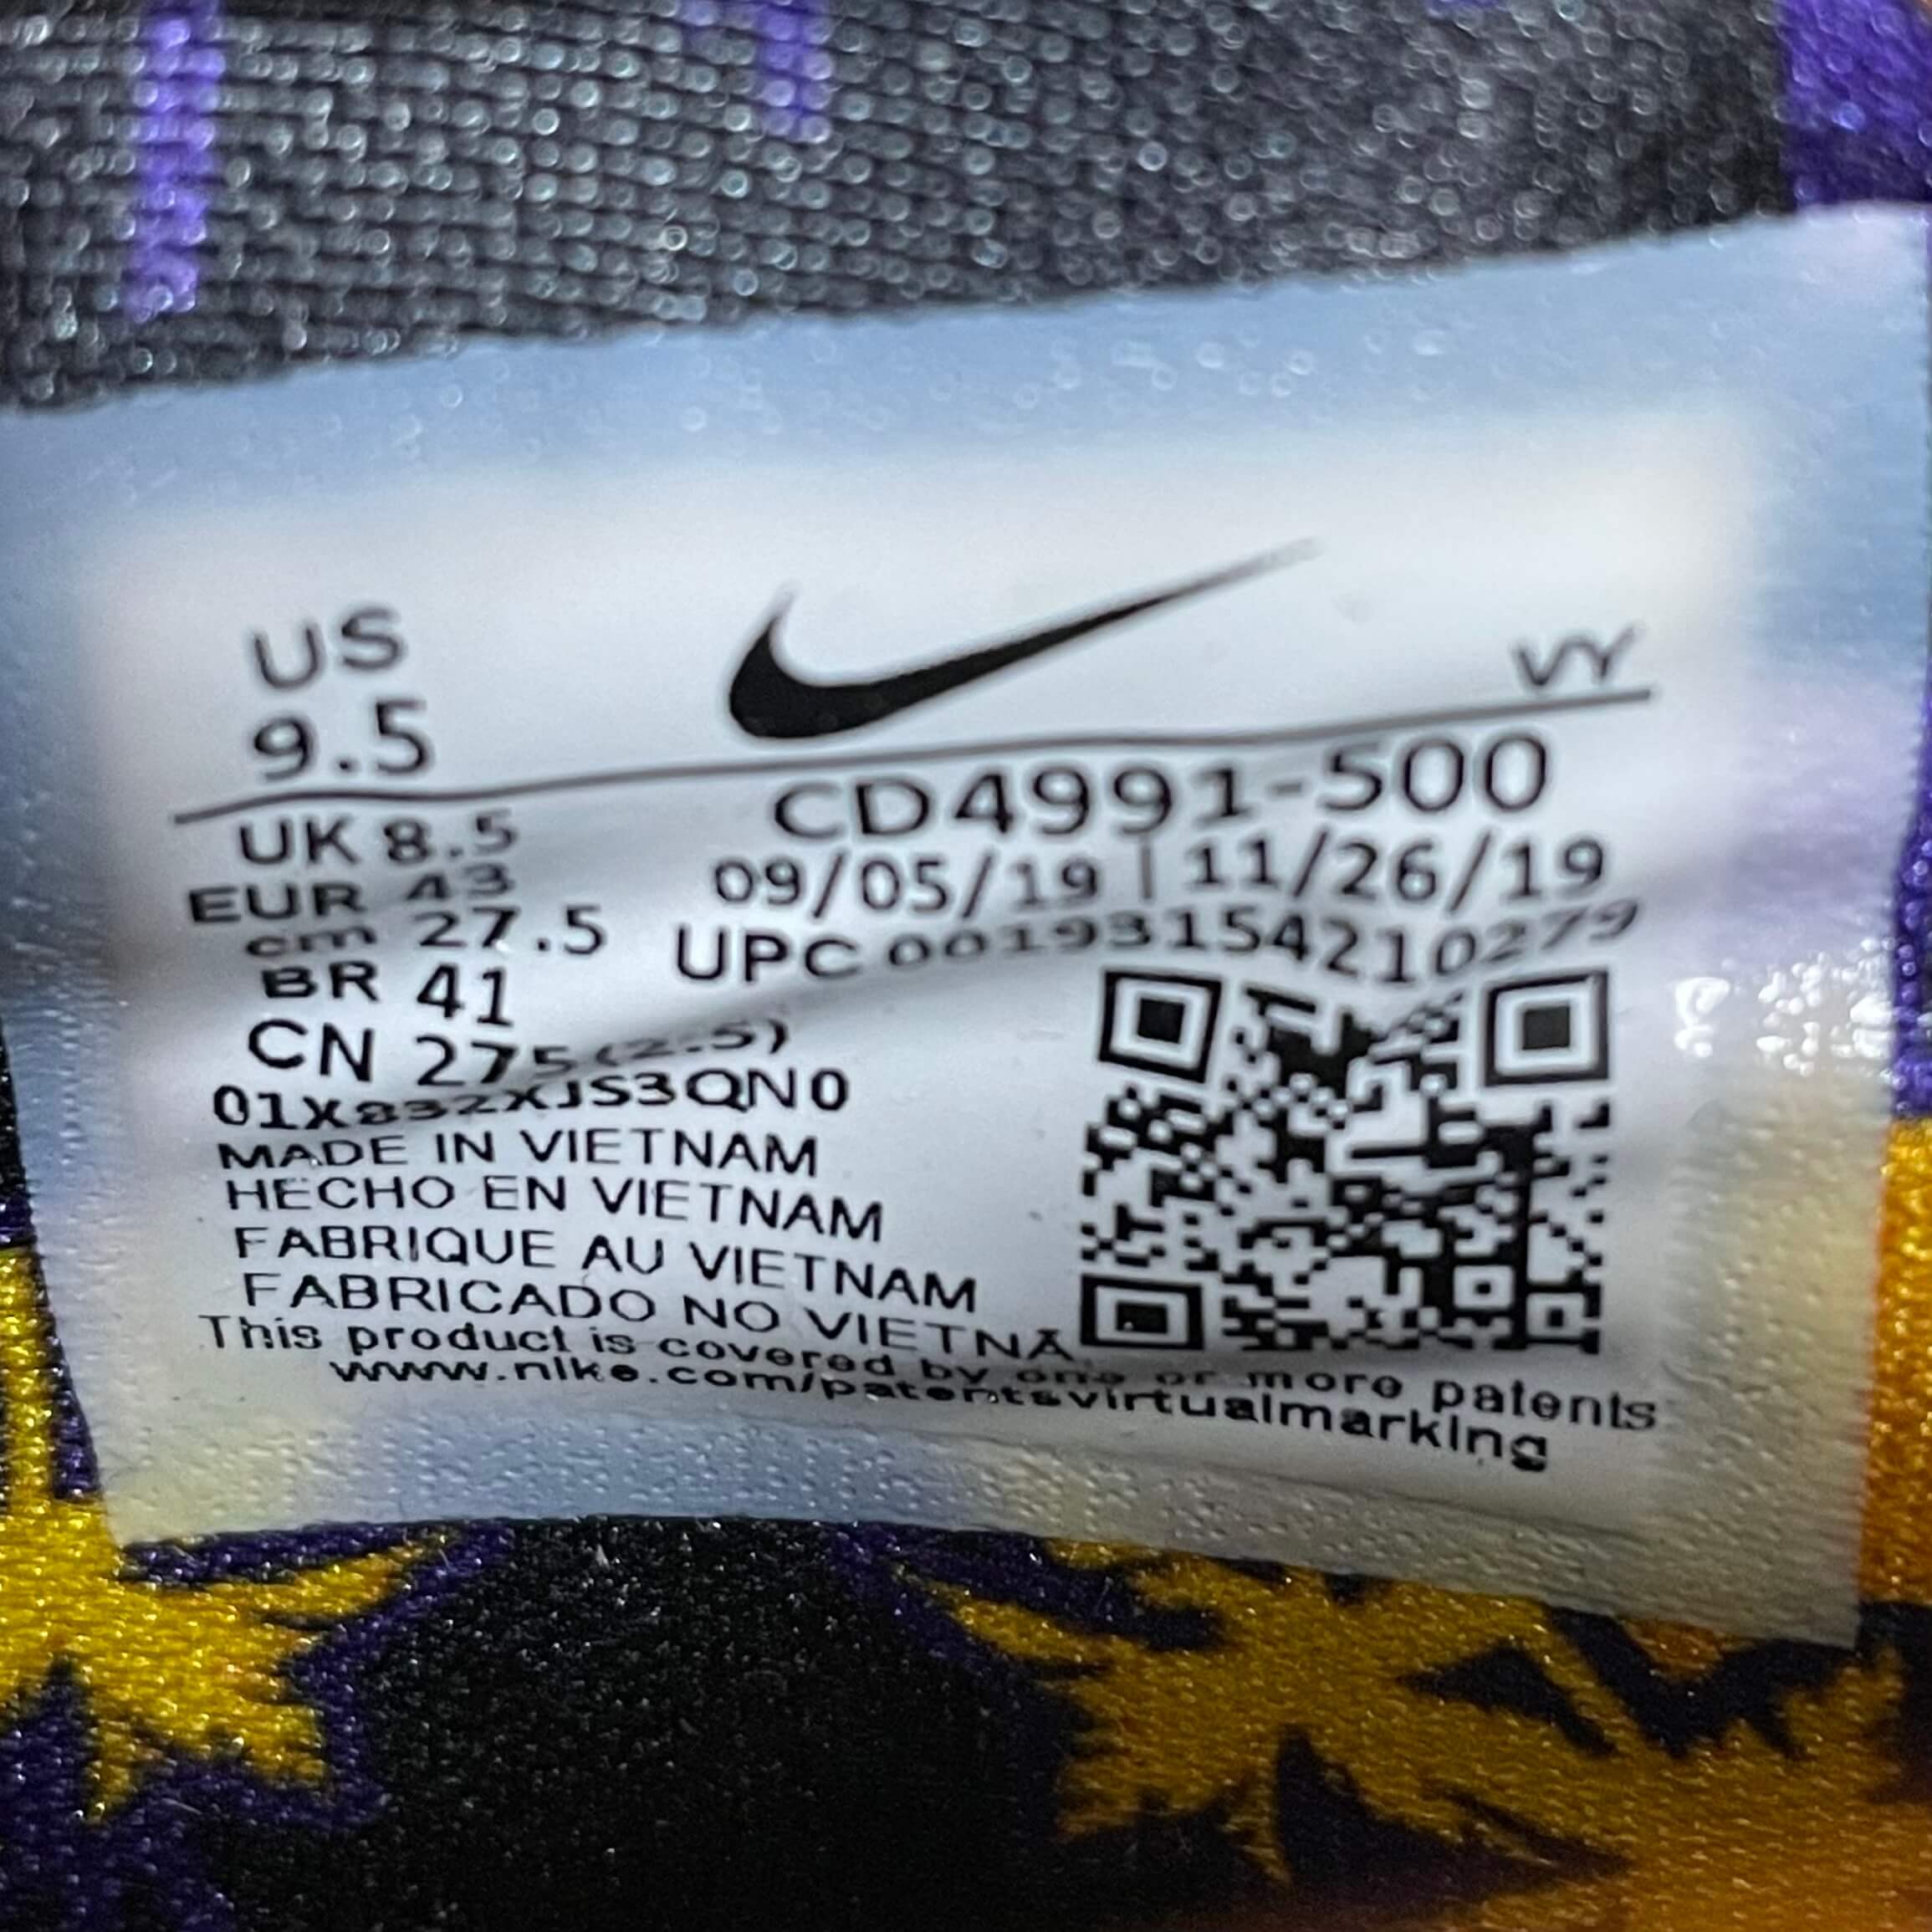 US
9.5
VY
UK 8.5
EUR 43
cm 27.5
BR 41
CN 275(2.5)
CD4991-500
09/05/19 | 11/26/19
UPC 00193154210279
01X832XJS3QN0
MADE IN VIETNAM
HECHO EN VIETNAM
FABRIQUE AU VIETNAM
FABRICADO NO VIETNA
This product is covered by one or more patents
www.nike.com/patentsvirtualmarking